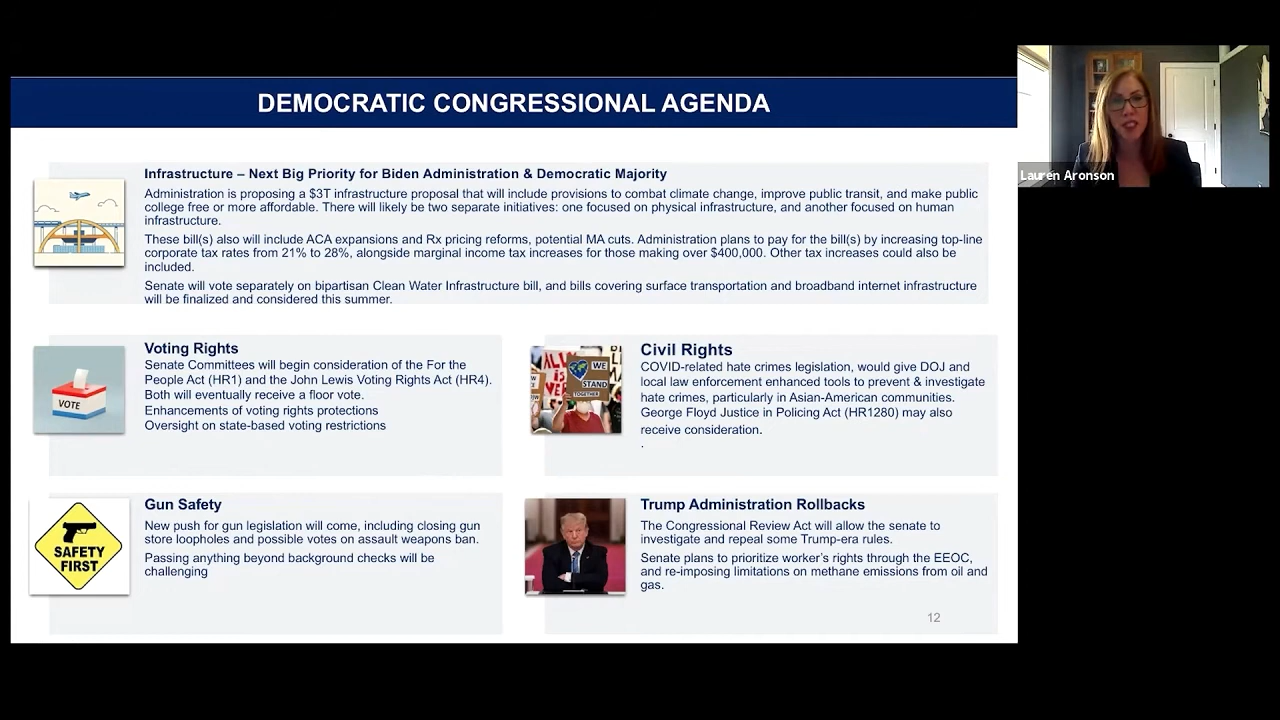 DEMOCRATIC CONGRESSIONAL AGENDA
Lauren Aronson
Infrastructure – Next Big Priority for Biden Administration & Democratic Majority
Administration is proposing a $3T infrastructure proposal that will include provisions to combat climate change, improve public transit, and make public
college free or more affordable. There will likely be two separate initiatives: one focused on physical infrastructure, and another focused on human
infrastructure.
These bill(s) also will include ACA expansions and Rx pricing reforms, potential MA cuts. Administration plans to pay for the bill(s) by increasing top-line
corporate tax rates from 21% to 28%, alongside marginal income tax increases for those making over $400,000. Other tax increases could also be
included.
Senate will vote separately on bipartisan Clean Water Infrastructure bill, and bills covering surface transportation and broadband internet infrastructure
will be finalized and considered this summer.
VOTE
Voting Rights
Senate Committees will begin consideration of the For the
People Act (HR1) and the John Lewis Voting Rights Act (HR4).
Both will eventually receive a floor vote.
Enhancements of voting rights protections
Oversight on state-based voting restrictions
WE
STAND
TOGETHER
Civil Rights
COVID-related hate crimes legislation, would give DOJ and
local law enforcement enhanced tools to prevent & investigate
hate crimes, particularly in Asian-American communities.
George Floyd Justice in Policing Act (HR1280) may also
receive consideration.
.
SAFETY
FIRST
Gun Safety
New push for gun legislation will come, including closing gun
store loopholes and possible votes on assault weapons ban.
Passing anything beyond background checks will be
challenging
Trump Administration Rollbacks
The Congressional Review Act will allow the senate to
investigate and repeal some Trump-era rules.
Senate plans to prioritize worker's rights through the EEOC,
and re-imposing limitations on methane emissions from oil and
gas.
12